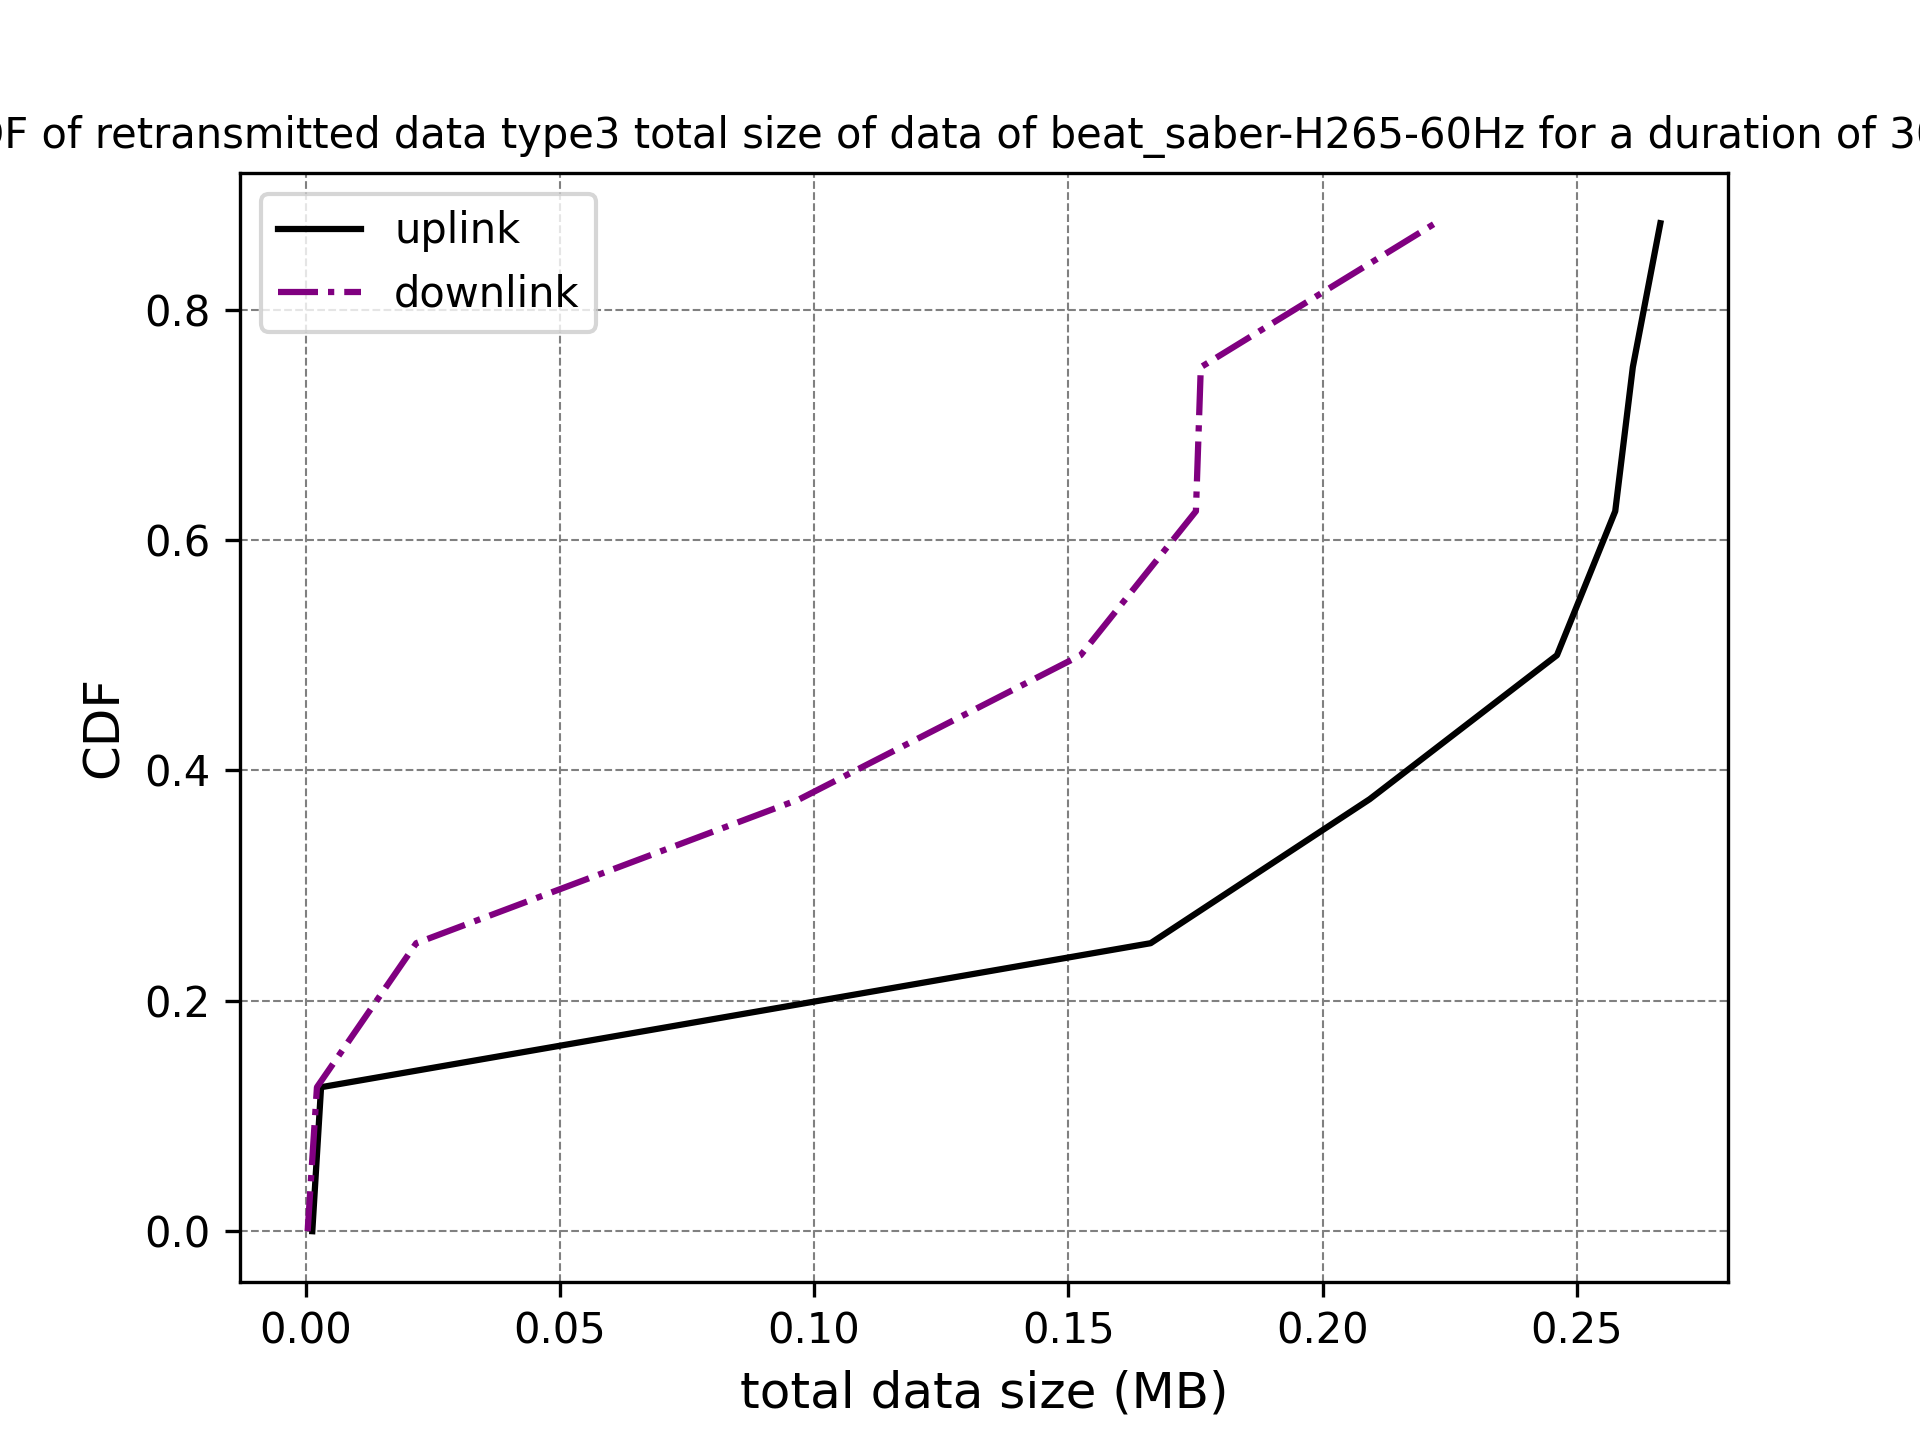 of retransmitted data type3 total size of data of beat_saber-H265-60Hz for a duration of
uplink
downlink
0.8
0.6
0.4
0.2
0.0
CDF
0.00 0.05 0.10 0.15 0.20 0.25
total data size (MB)